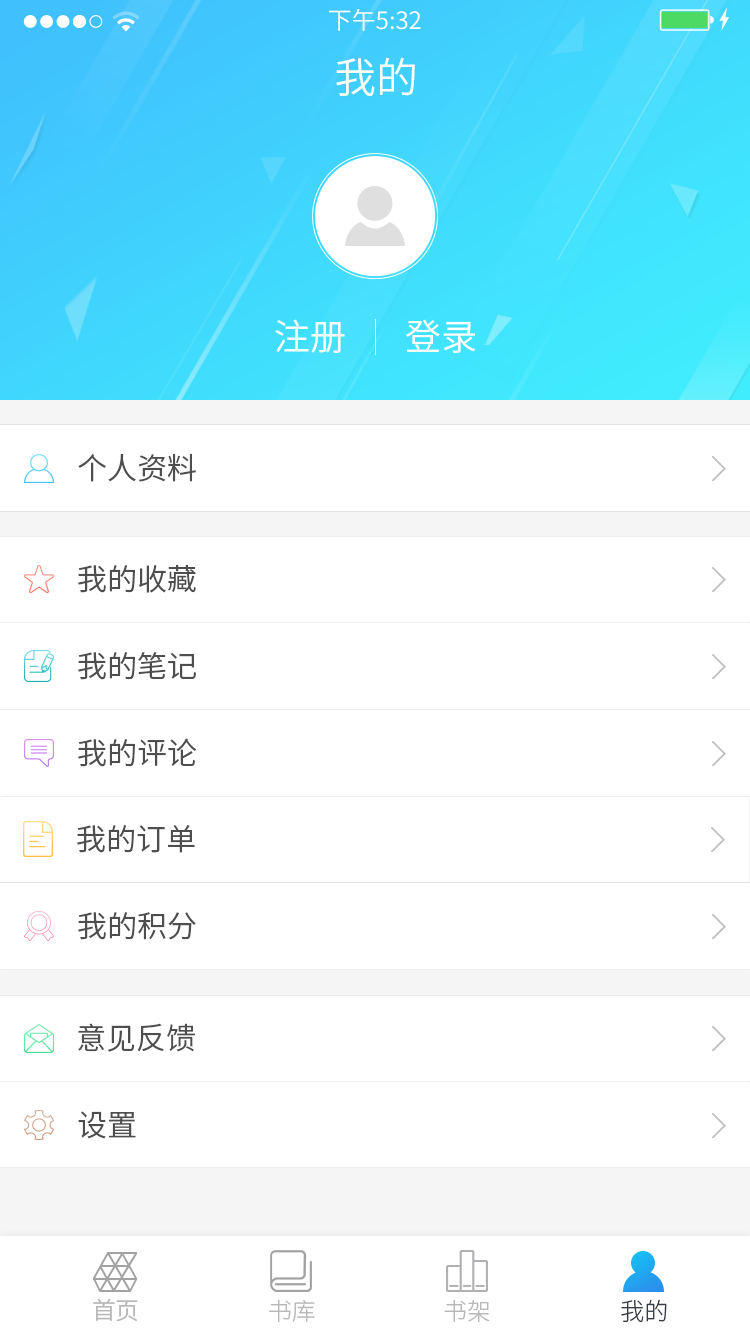 下午5:32
我的
注册 登录
个人资料
我的收藏
我的笔记
我的评论
我的订单
我的积分
意见反馈
设置
首页 书库 书架 我的